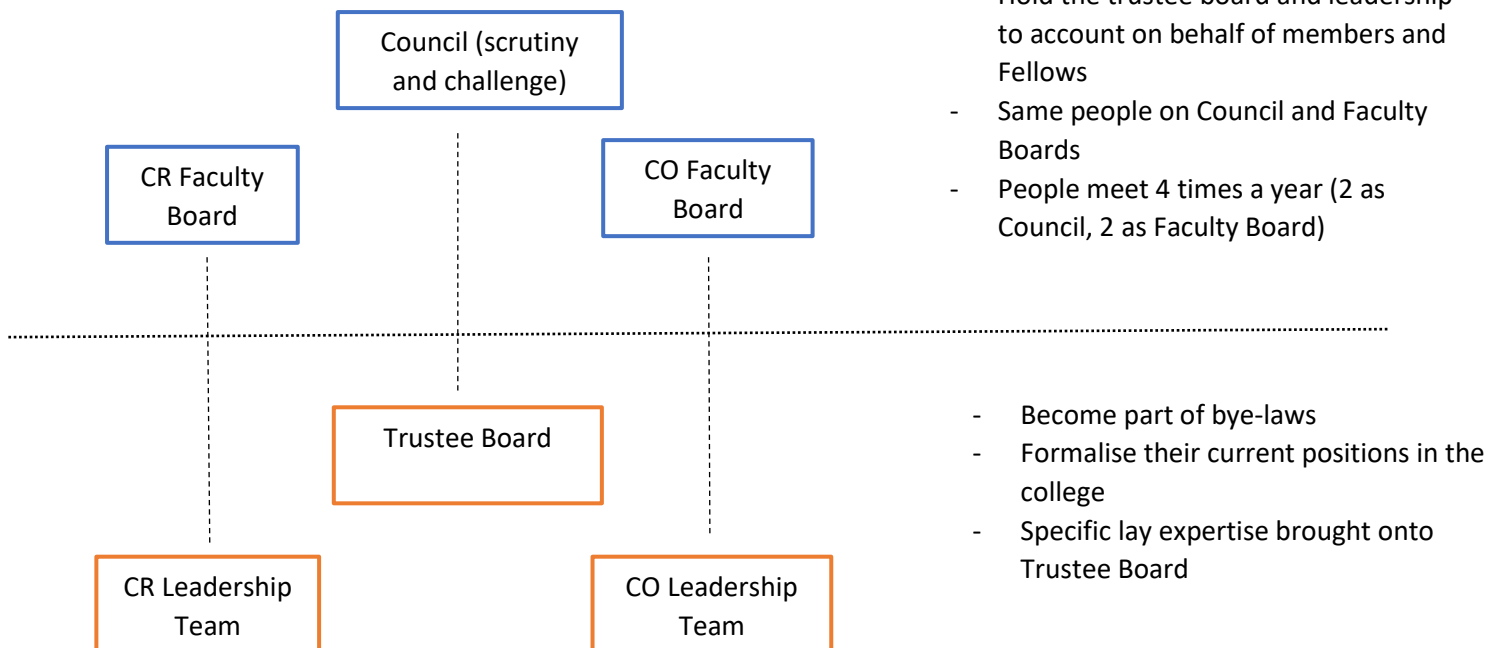 Hold the trustee board and leadership
to account on behalf of members and
Fellows
- Same people on Council and Faculty
Boards
- People meet 4 times a year (2 as
Council, 2 as Faculty Board)
Council (scrutiny
and challenge)
CR Faculty
Board
CO Faculty
Board
Trustee Board
CR Leadership
Team
CO Leadership
Team
- Become part of bye-laws
- Formalise their current positions in the
college
- Specific lay expertise brought onto
Trustee Board